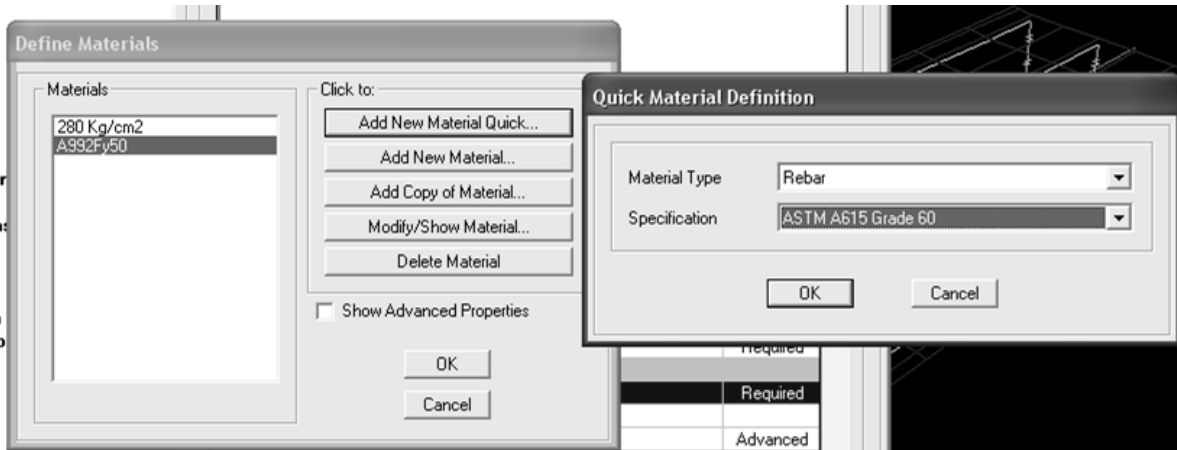 Define Materials
Materials
280 Kg/cm2
A992Fy50
Click to:
Add New Material Quick...
Add New Material...
Add Copy of Material...
Modify/Show Material...
Delete Material
Show Advanced Properties
OK
Cancel
Quick Material Definition
Material Type
Rebar
Specification
ASTM A615 Grade 60
OK
Cancel
Required
Required
Advanced